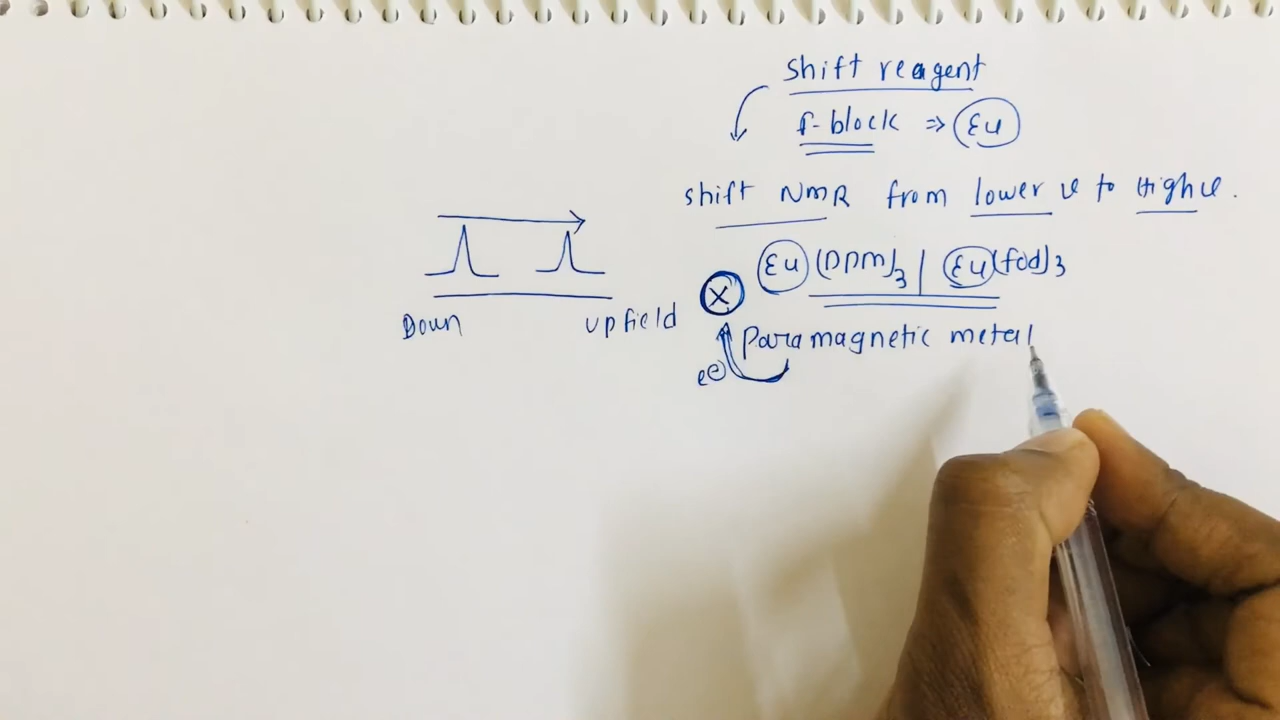 Shift reagent
f-block ⇒ Eu
Shift NMR from lower ν to High ν.
Eu(DPM)3 | Eu(fod)3
X
Paramagnetic metal
e⊖
Down
upfield